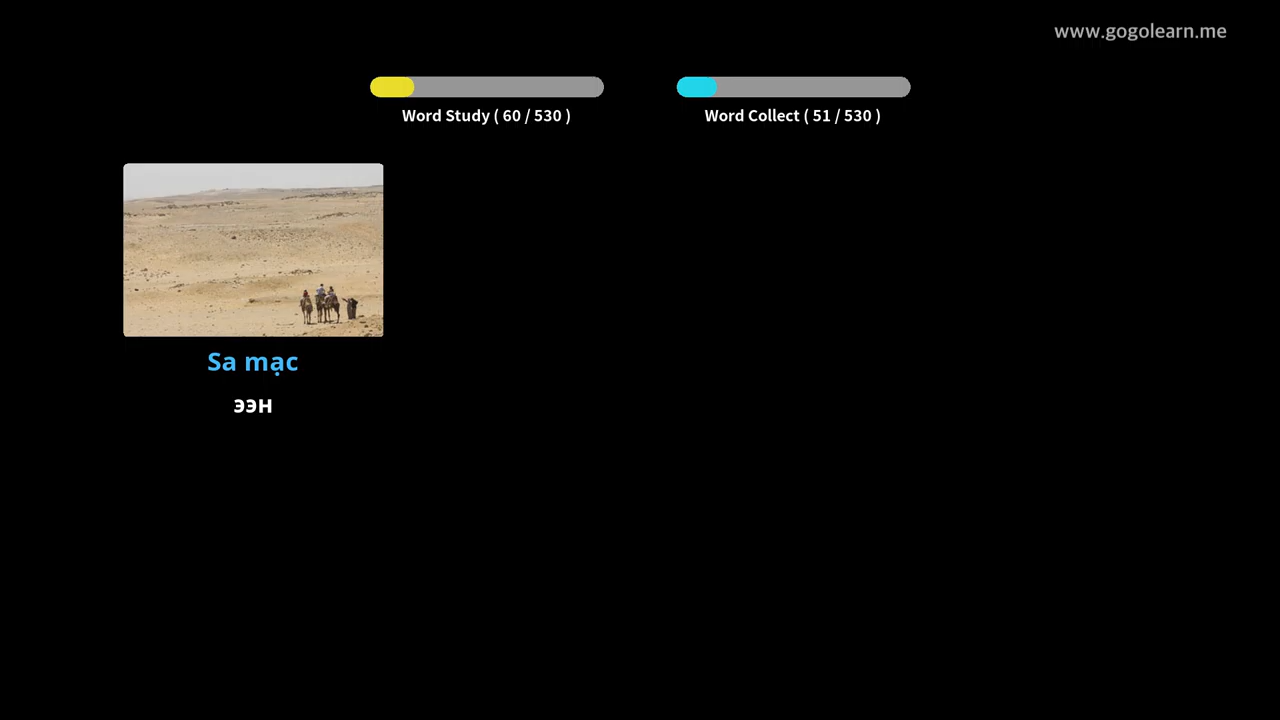 www.gogolearn.me
Word Study ( 60 / 530 )
Word Collect ( 51 / 530 )
Sa mạc
ээн